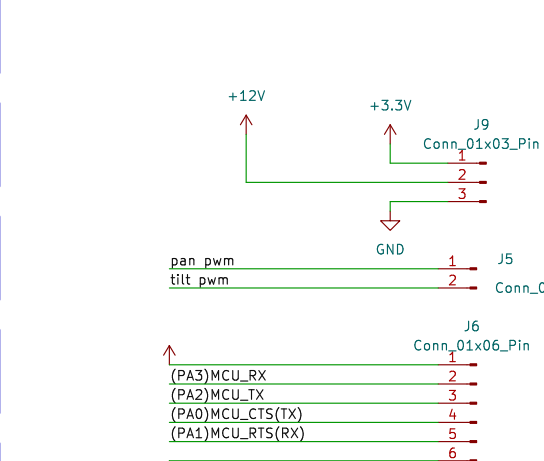 +12V
+3.3V
J9
Conn_01x03_Pin
1
2
3
GND
pan pwm
1
J5
tilt pwm
2
Conn_0
J6
Conn_01x06_Pin
1
(PA3)MCU_RX
2
(PA2)MCU_TX
3
(PA0)MCU_CTS(TX)
4
(PA1)MCU_RTS(RX)
5
6